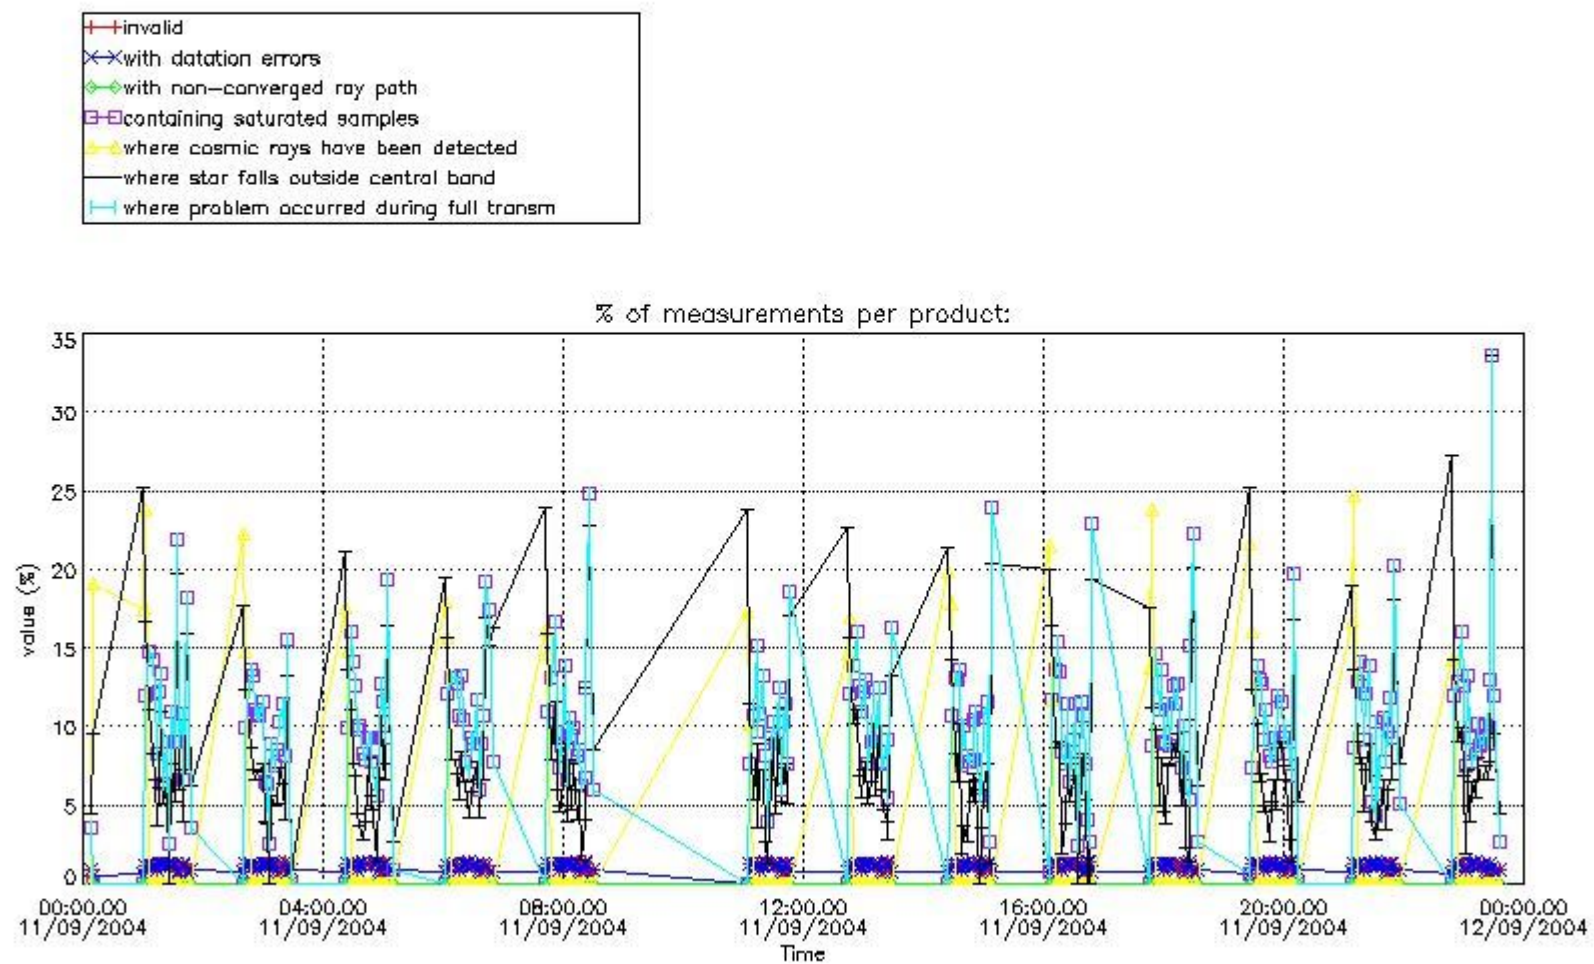 invalid
with datation errors
with non-converged ray path
containing saturated samples
where cosmic rays have been detected
where star falls outside central band
where problem occurred during full transm
% of measurements per product:
35
30
25
20
15
10
5
0
value (%)
00:00:00 04:00:00 08:00:00 12:00:00 16:00:00 20:00:00 00:00:00
11/09/2004 11/09/2004 11/09/2004 11/09/2004 11/09/2004 11/09/2004 12/09/2004
Time